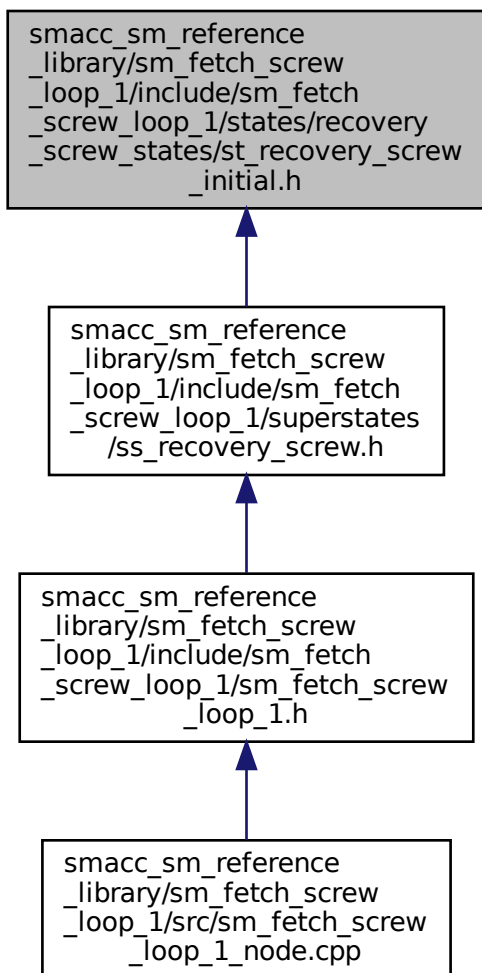 smacc_sm_reference
_library/sm_fetch_screw
_loop_1/include/sm_fetch
_screw_loop_1/states/recovery
_screw_states/st_recovery_screw
_initial.h
smacc_sm_reference
_library/sm_fetch_screw
_loop_1/include/sm_fetch
_screw_loop_1/superstates
/ss_recovery_screw.h
smacc_sm_reference
_library/sm_fetch_screw
_loop_1/include/sm_fetch
_screw_loop_1/sm_fetch_screw
_loop_1.h
smacc_sm_reference
_library/sm_fetch_screw
_loop_1/src/sm_fetch_screw
_loop_1_node.cpp